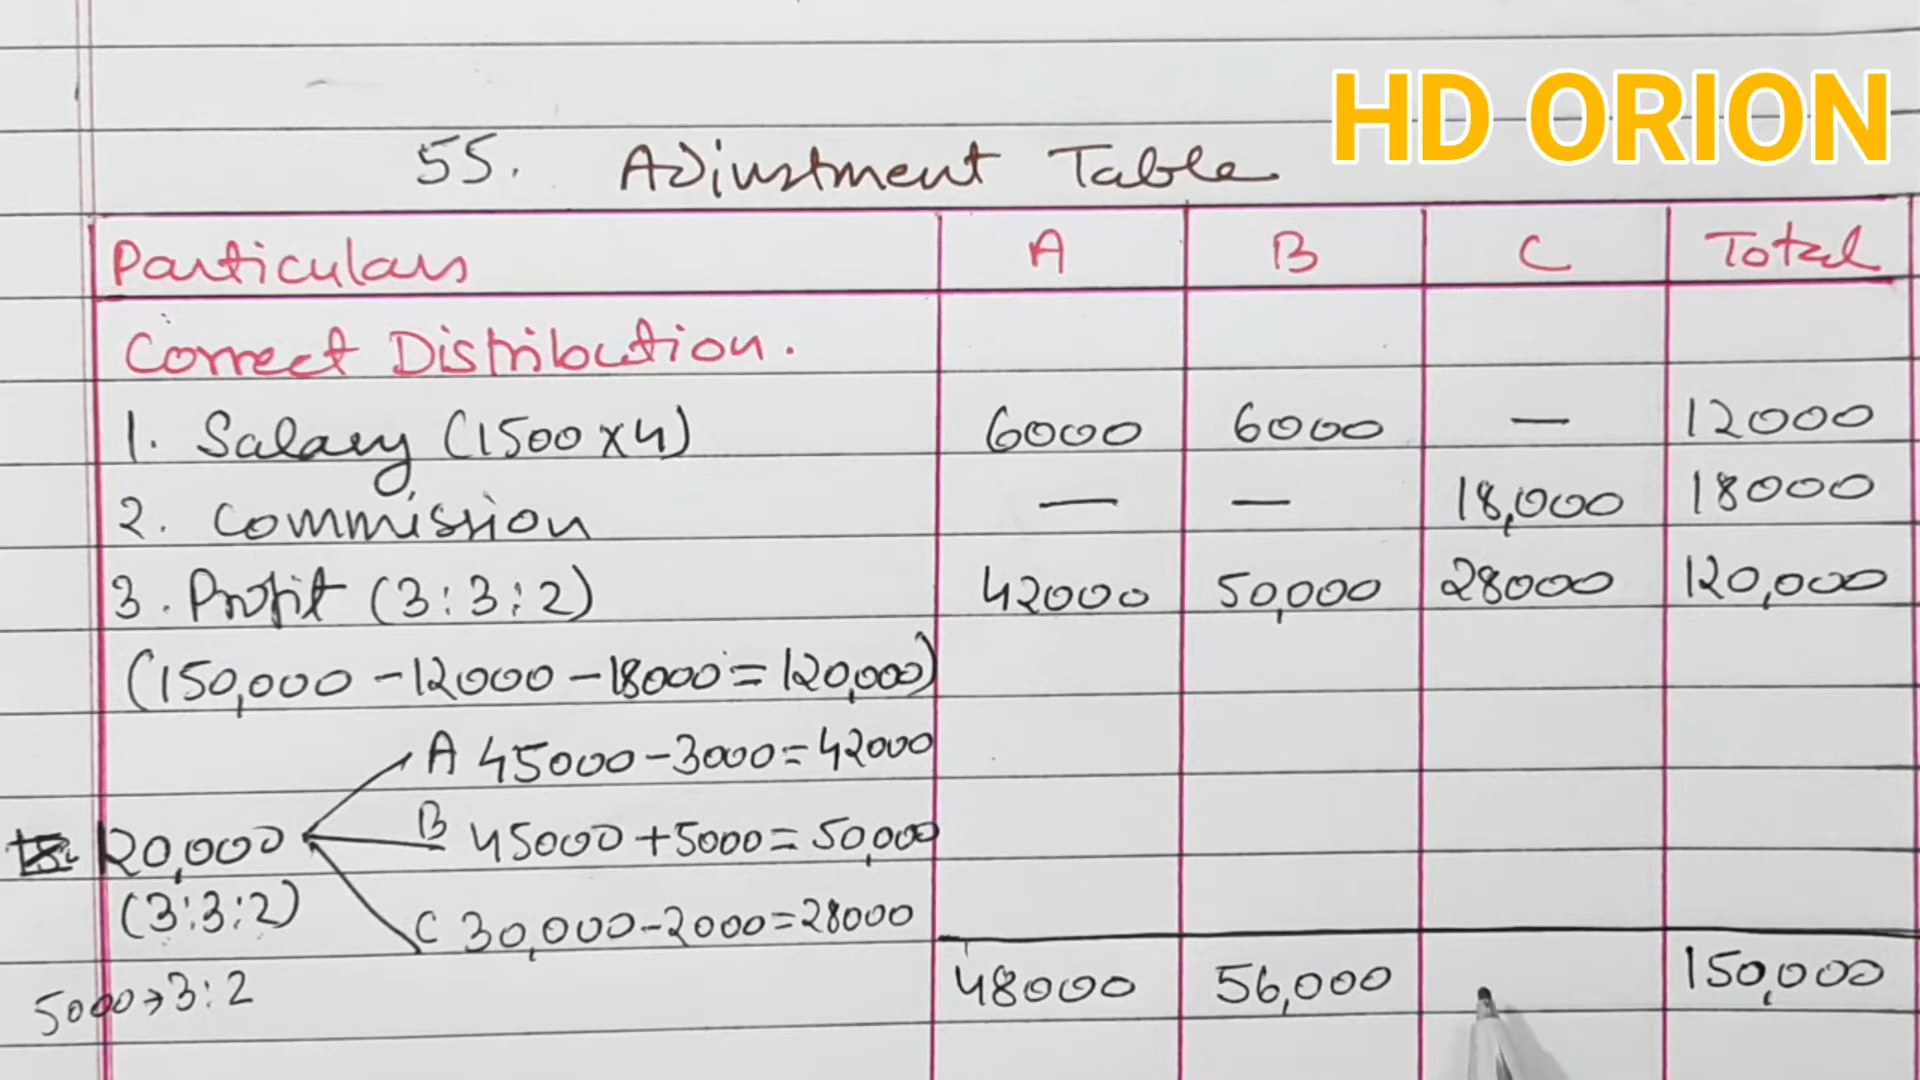 HD ORION
55. Adjustment Table
Particulars A B C Total
Correct Distribution.
1. Salary (1500×4) 6000 6000 — 12000
2. Commission — — 18,000 18000
3. Profit (3:3:2) 42000 50,000 28000 120,000
(150,000 - 12000 - 18000 = 120,000)
A 45000 - 3000 = 42000
B 45000 + 5000 = 50,000
120,000
(3:3:2)
C 30,000 - 2000 = 28000
5000 → 3:2
48000 56,000 150,000